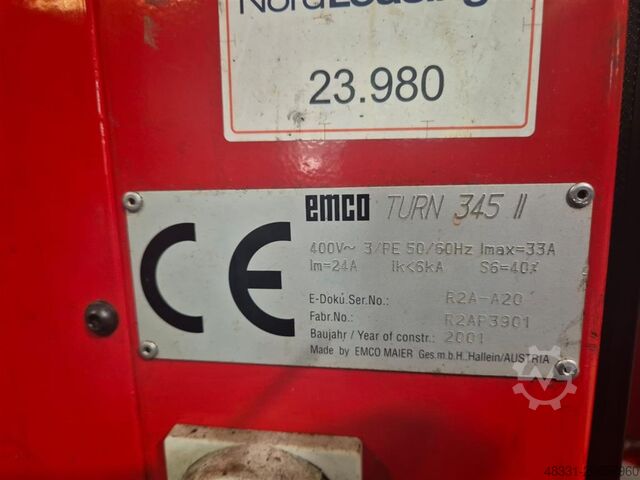 NordLeasing
23.980
CE
emco TURN 345 II
400V~ 3/PE 50/60Hz Imax=33A
Im=24A Ik<6kA S6=40%
E-Dokú.Ser.No.: R2A-A20
Fabr.No.: R2AP3901
Baujahr / Year of constr.: 2001
Made by EMCO MAIER Ges.m.b.H. Hallein/AUSTRIA